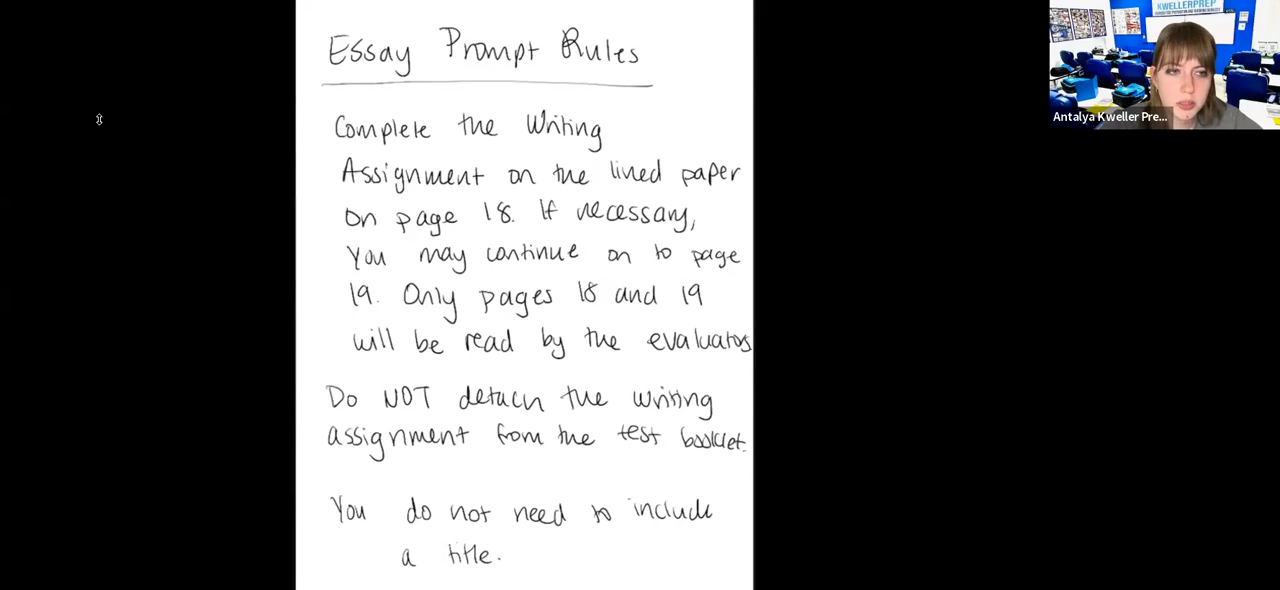 Essay Prompt Rules
Complete the Writing
Assignment on the lined paper
on page 18. If necessary,
You may continue on to page
19. Only pages 18 and 19
will be read by the evaluators
Do NOT detach the writing
assignment from the test booklet.
You do not need to include
a title.
KWELLERPREP
Antalya Kweller Pre...